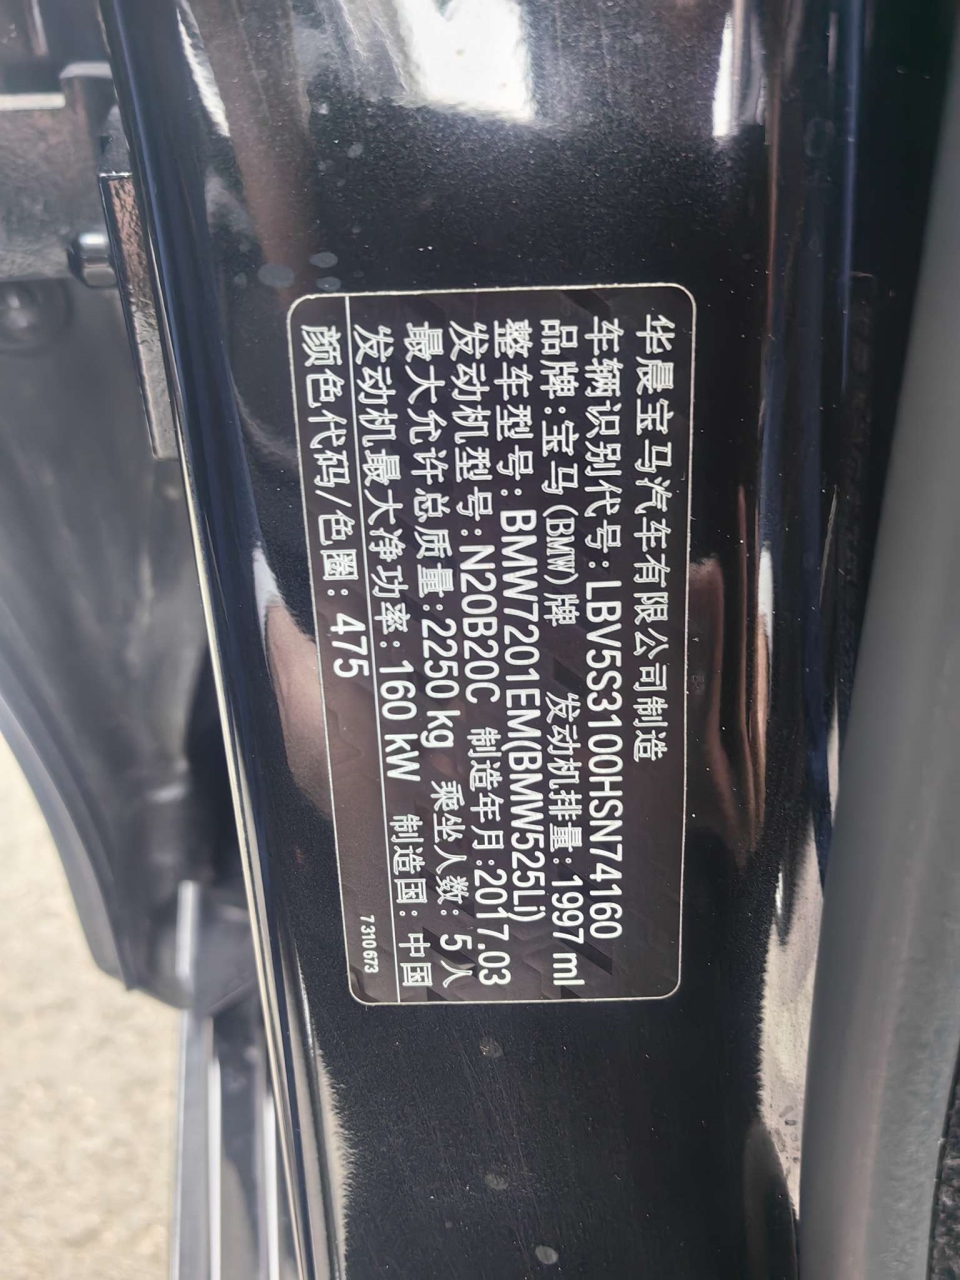 华晨宝马汽车有限公司制造
车辆识别代号：LBV5S3100HSN74160
品牌：宝马(BMW)牌 发动机排量：1997 ml
整车型号：BMW7201EM(BMW525Li)
发动机型号：N20B20C 制造年月：2017.03
最大允许总质量：2250 kg 乘坐人数：5人
发动机最大净功率：160 kW 制造国：中国
颜色代码/色圈：475 7310673